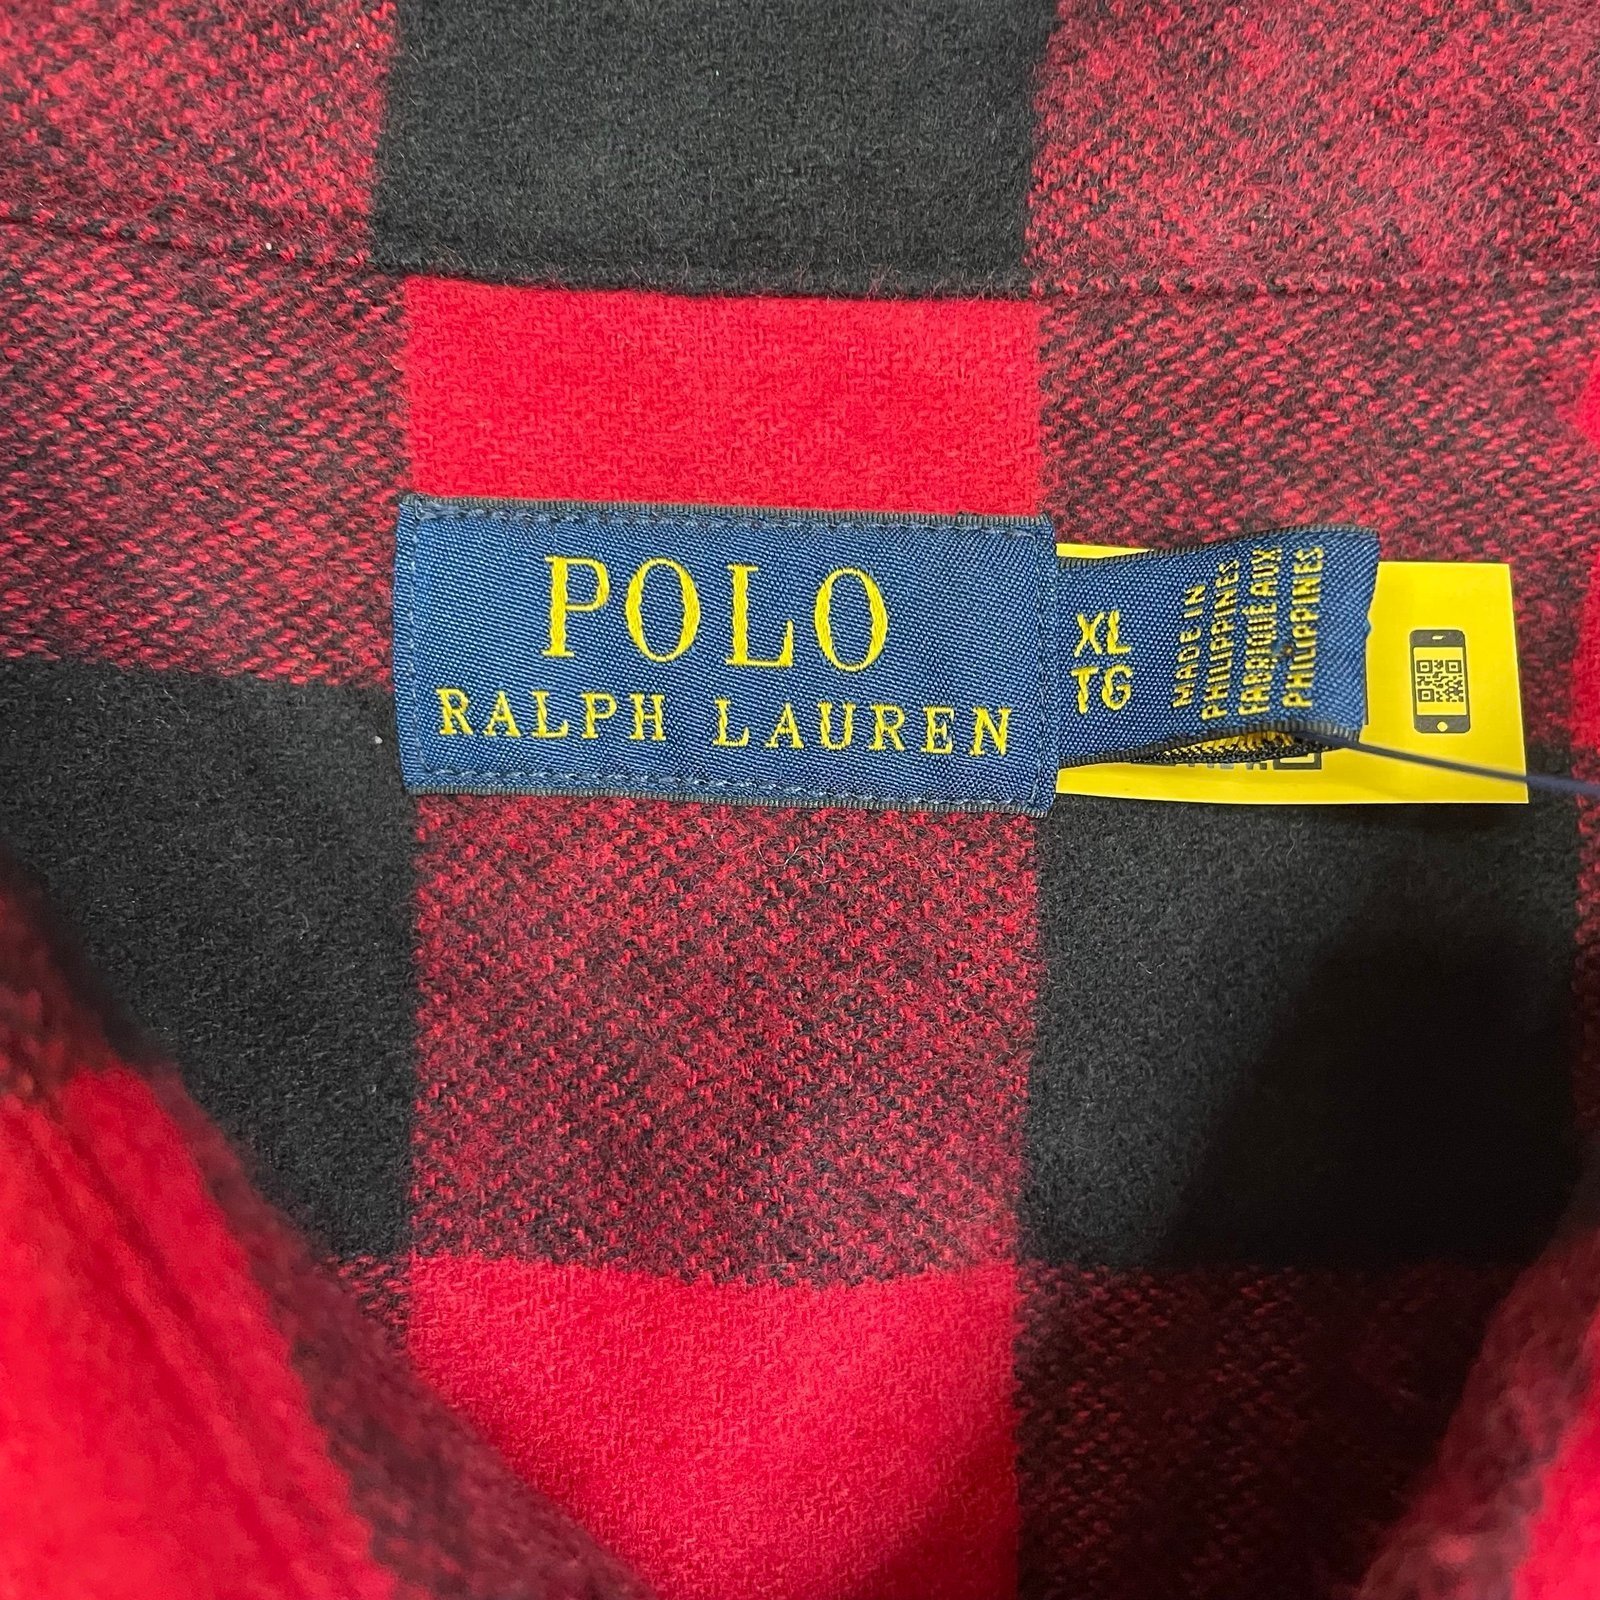 POLO
RALPH LAUREN
XL
TG
MADE IN
PHILIPPINES
FABRIQUÉ AUX
PHILIPPINES